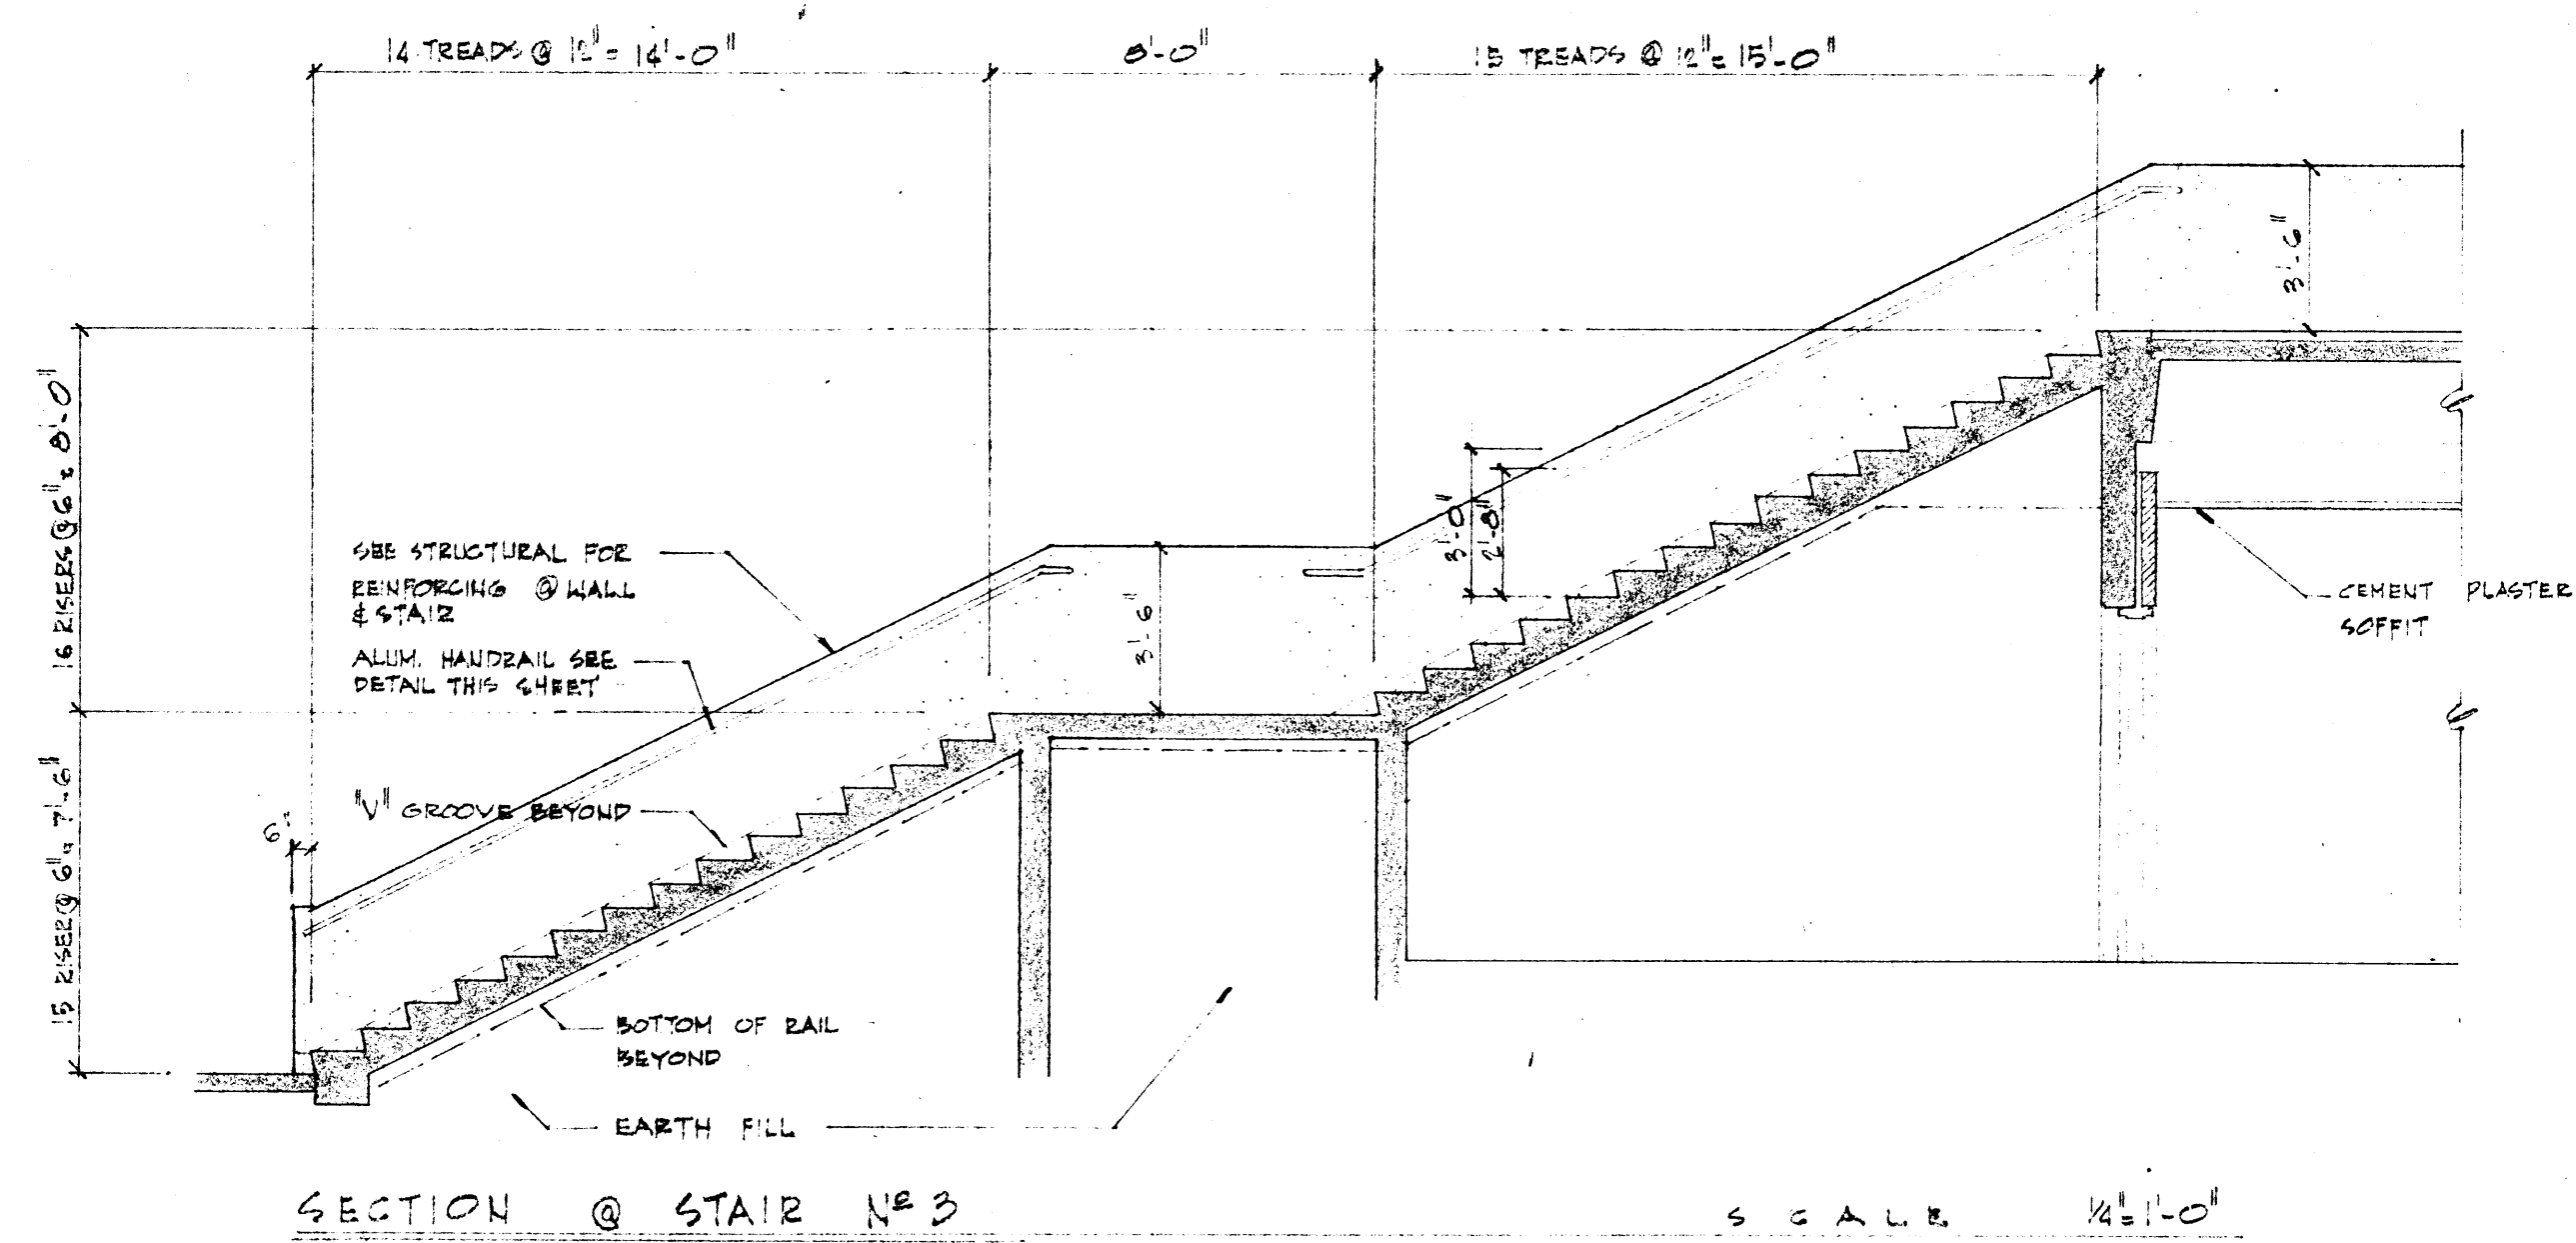 14 TREADS @ 12" = 14'-0"
8'-0"
15 TREADS @ 12" = 15'-0"
3'-6"
16 RISERS @ 6" = 8'-0"
3'-0"
2'-8"
SEE STRUCTURAL FOR
REINFORCING @ WALL
& STAIR
ALUM. HANDRAIL SEE
DETAIL THIS SHEET
3'-6"
CEMENT PLASTER
SOFFIT
15 RISER @ 6" = 7'-6"
"V" GROOVE BEYOND
6"
BOTTOM OF RAIL
BEYOND
EARTH FILL
SECTION @ STAIR Nº 3
SCALE 1/4" = 1'-0"